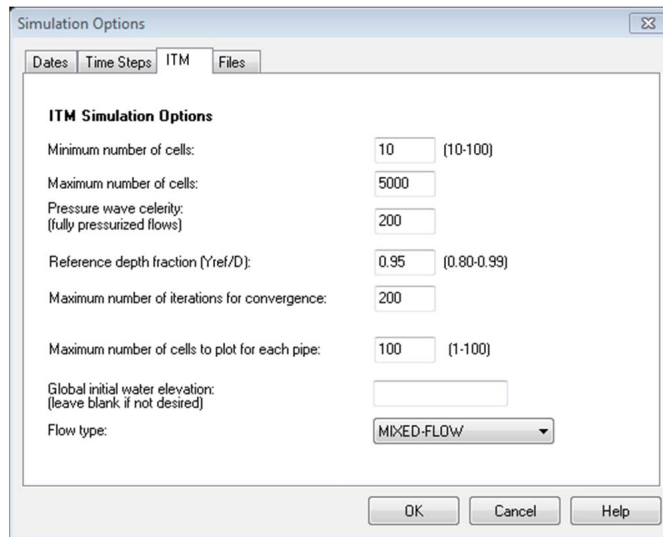 Simulation Options
Dates Time Steps ITM Files
ITM Simulation Options
Minimum number of cells: 10 (10-100)
Maximum number of cells: 5000
Pressure wave celerity:
(fully pressurized flows) 200
Reference depth fraction (Yref/D): 0.95 (0.80-0.99)
Maximum number of iterations for convergence: 200
Maximum number of cells to plot for each pipe: 100 (1-100)
Global initial water elevation:
(leave blank if not desired)
Flow type: MIXED-FLOW
OK Cancel Help